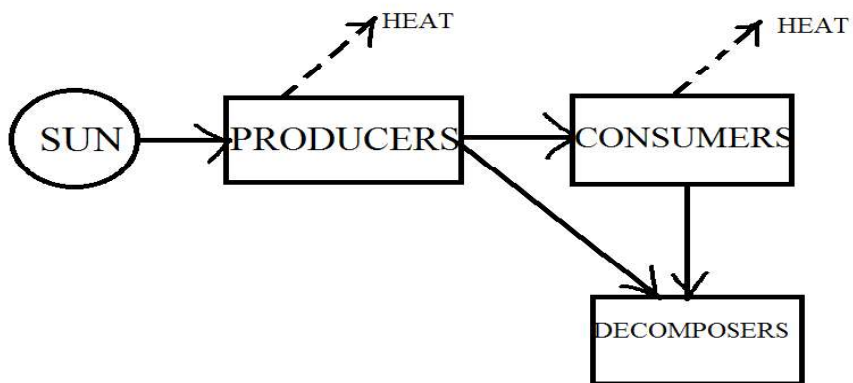 HEAT
HEAT
SUN
PRODUCERS
CONSUMERS
DECOMPOSERS